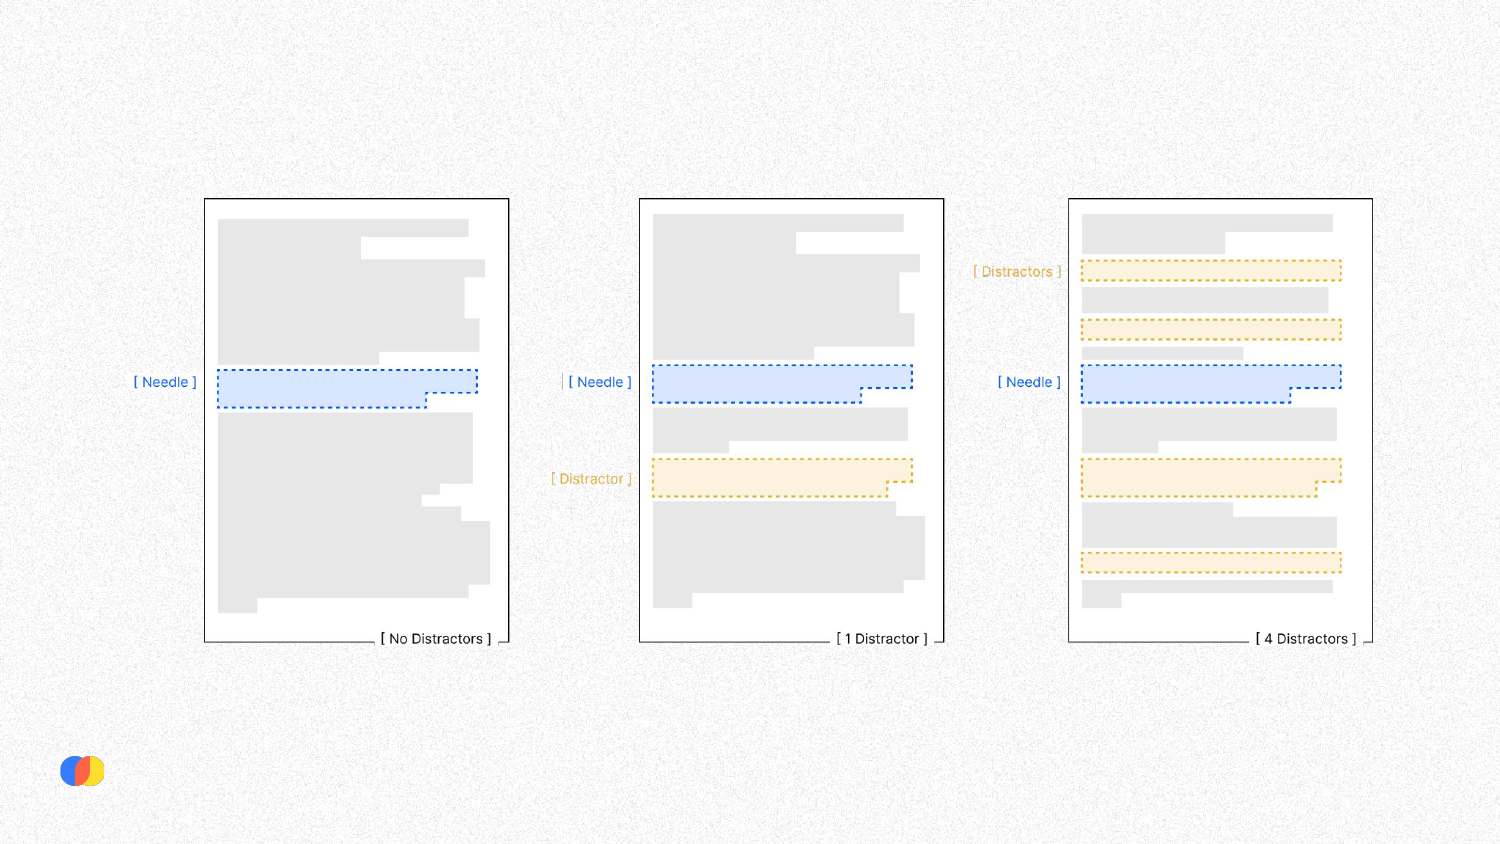 [ Needle ]
[ No Distractors ]
[ Needle ]
[ Distractor ]
[ 1 Distractor ]
[ Distractors ]
[ Needle ]
[ 4 Distractors ]